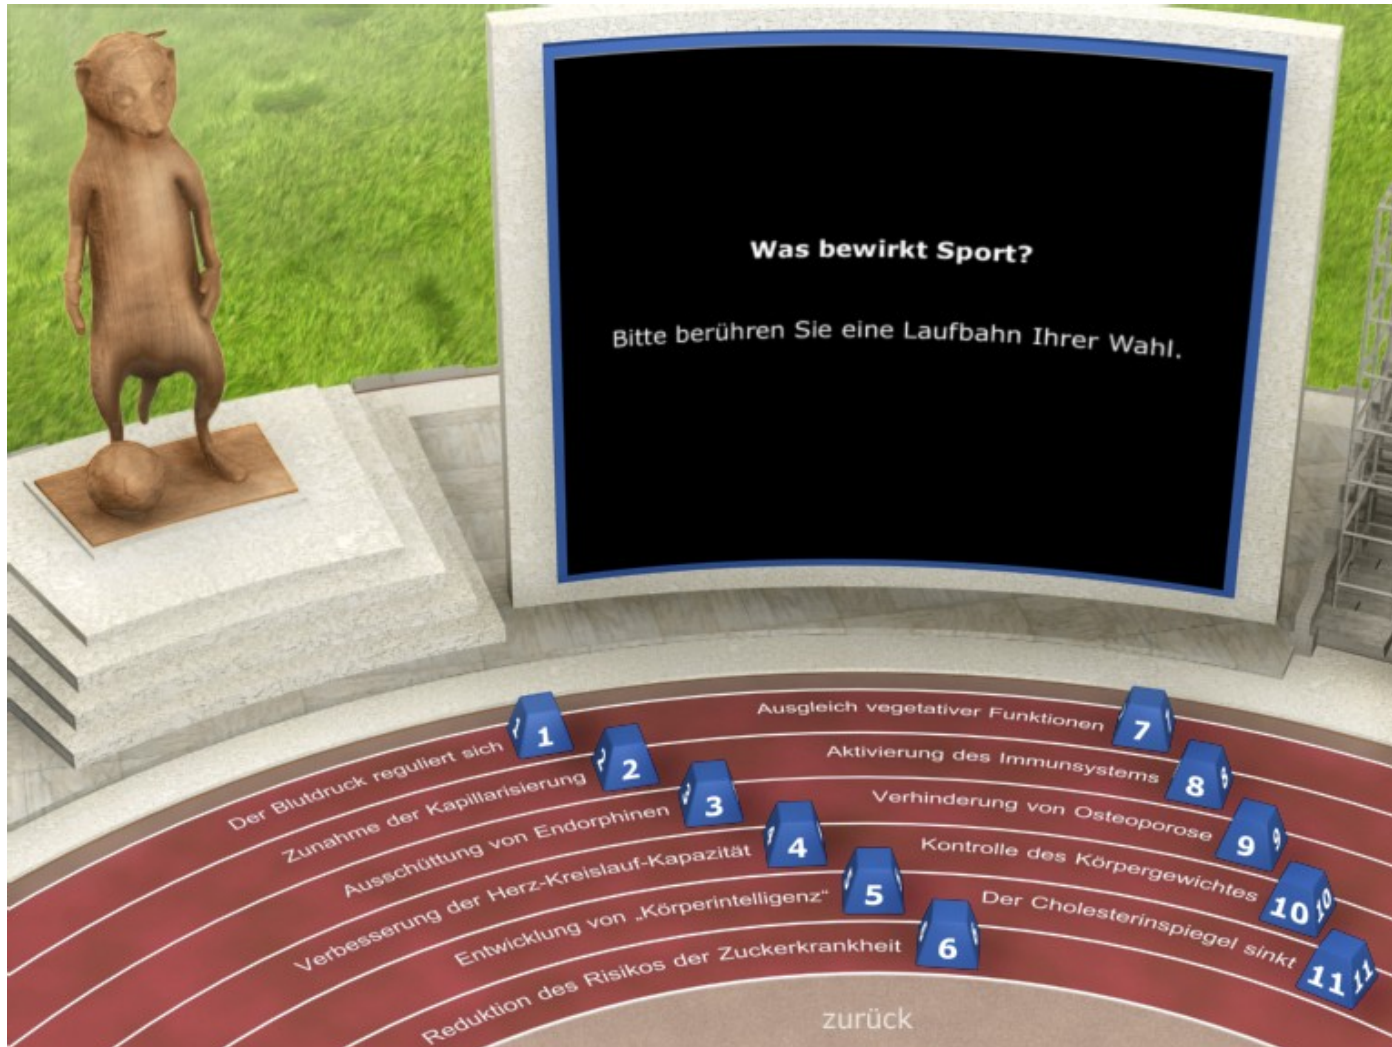 Was bewirkt Sport?
Bitte berühren Sie eine Laufbahn Ihrer Wahl.
Der Blutdruck reguliert sich 1
Zunahme der Kapillarisierung 2
Ausschüttung von Endorphinen 3
Verbesserung der Herz-Kreislauf-Kapazität 4
Entwicklung von „Körperintelligenz“ 5
Reduktion des Risikos der Zuckerkrankheit 6
Ausgleich vegetativer Funktionen 7
Aktivierung des Immunsystems 8
Verhinderung von Osteoporose 9 9
Kontrolle des Körpergewichtes 10 10
Der Cholesterinspiegel sinkt 11 11
zurück